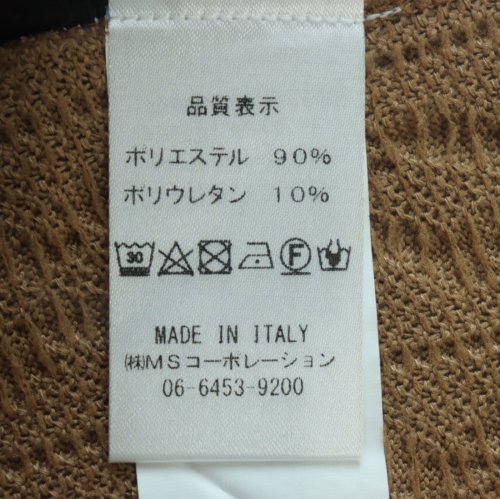 品質表示
ポリエステル 90%
ポリウレタン 10%
30 F
MADE IN ITALY
㈱MSコーポレーション
06-6453-9200